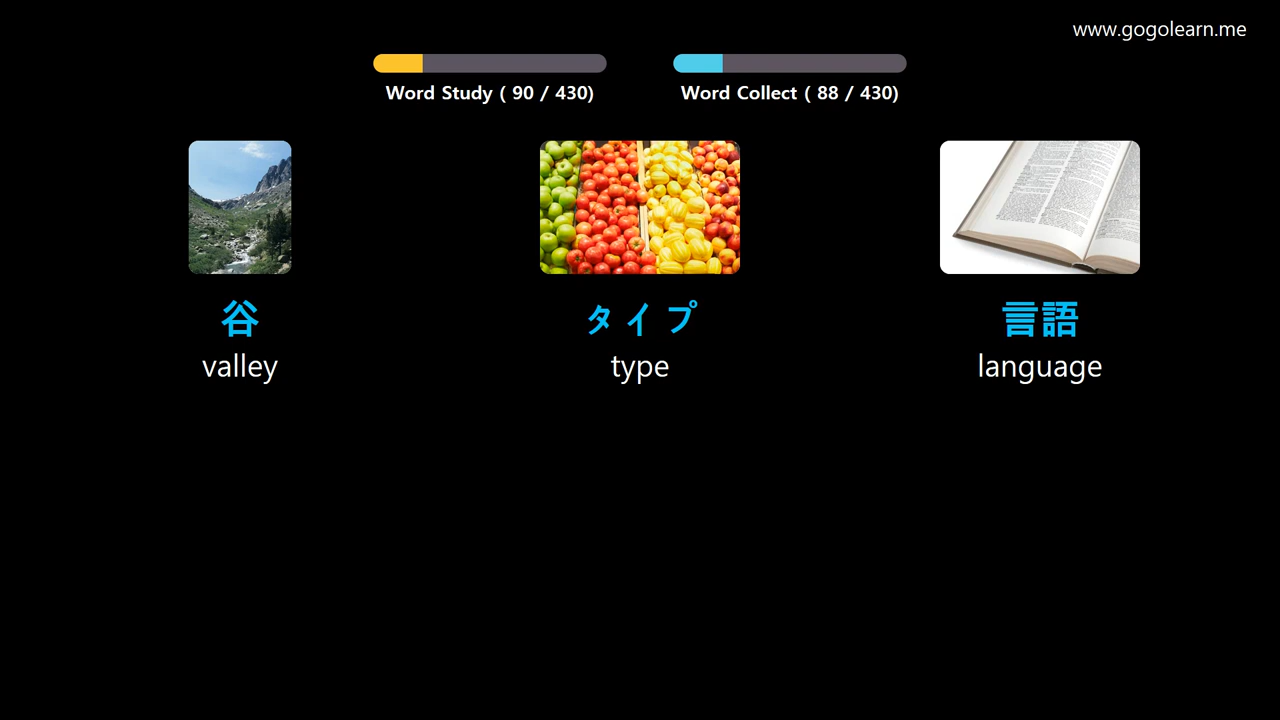 www.gogolearn.me
Word Study ( 90 / 430)
Word Collect ( 88 / 430)
谷
valley
タイプ
type
言語
language